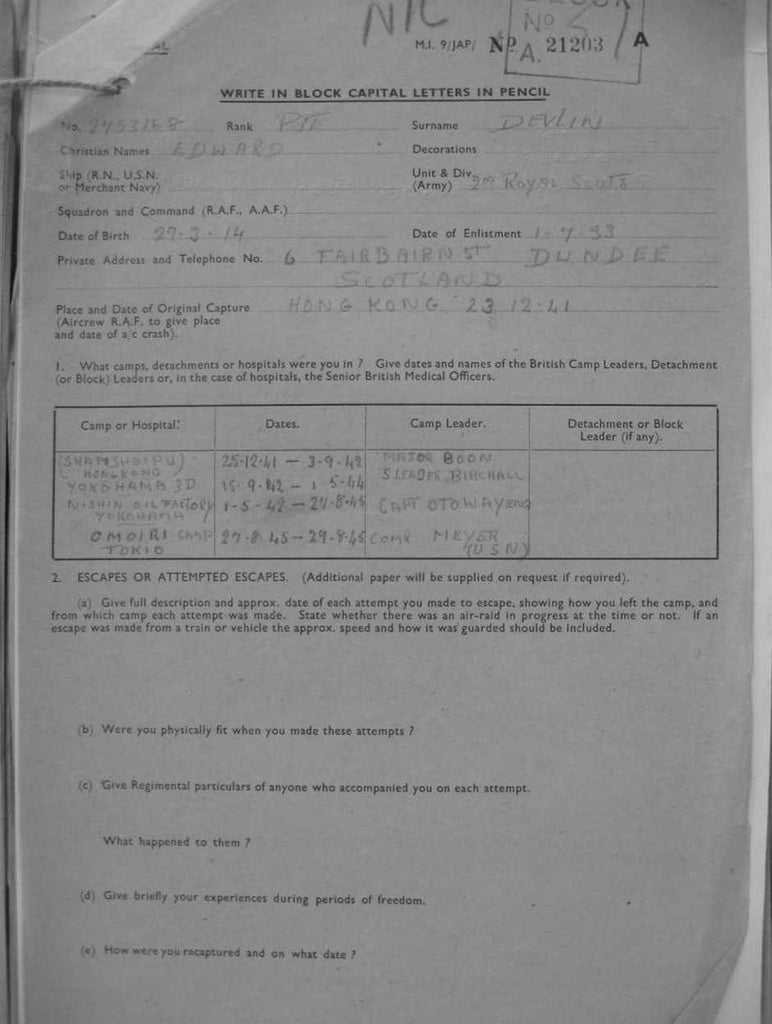 NIL
No
M.I. 9/JAP/ No A. 21203 A
WRITE IN BLOCK CAPITAL LETTERS IN PENCIL
No. Rank PTE Surname DEVLIN
Christian Names EDWARD Decorations
Ship (R.N., U.S.N. Unit & Div.
or Merchant Navy) (Army) 2nd ROYAL SCOTS
Squadron and Command (R.A.F., A.A.F.)
Date of Birth 29-3-14 Date of Enlistment 1-7-33
Private Address and Telephone No. 6 FAIRBAIRN ST DUNDEE
SCOTLAND
Place and Date of Original Capture HONG KONG 23 12.41
(Aircrew R.A.F. to give place
and date of a/c crash).
1. What camps, detachments or hospitals were you in ? Give dates and names of the British Camp Leaders, Detachment
(or Block) Leaders or, in the case of hospitals, the Senior British Medical Officers.
Camp or Hospital. Dates. Camp Leader. Detachment or Block
Leader (if any).
(SHAMSHOIPU) 25-12-41 - 3-9-42 MAJOR BOON
(HONGKONG)
YOKOHAMA 3D 15-9-42 - 1 5-44 S LEADER BIRCHALL
NISHIN OIL FACTORY 1-5-42 - 27-8-45 CAPT OTOWAY
YOKOHAMA
OMOIRI CAMP 27-8-45 - 29-8-45 COMR MEYER
TOKIO (U S N)
2. ESCAPES OR ATTEMPTED ESCAPES. (Additional paper will be supplied on request if required).
(a) Give full description and approx. date of each attempt you made to escape, showing how you left the camp, and
from which camp each attempt was made. State whether there was an air-raid in progress at the time or not. If an
escape was made from a train or vehicle the approx. speed and how it was guarded should be included.
(b) Were you physically fit when you made these attempts ?
(c) Give Regimental particulars of anyone who accompanied you on each attempt.
What happened to them ?
(d) Give briefly your experiences during periods of freedom.
(e) How were you recaptured and on what date ?